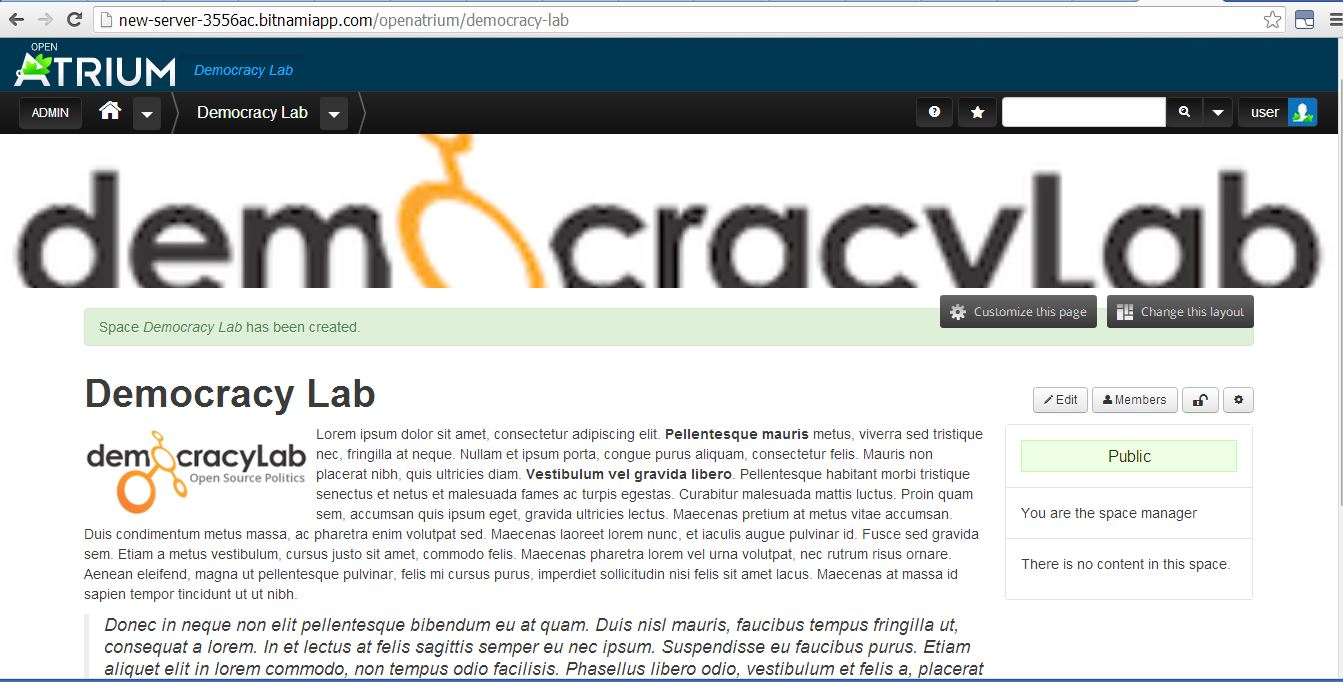 new-server-3556ac.bitnamiapp.com/openatrium/democracy-lab
OPEN
ATRIUM
Democracy Lab
ADMIN
Democracy Lab
user
democracyLab
Customize this page
Change this layout
Space Democracy Lab has been created.
Democracy Lab
Edit
Members
democracyLab
Open Source Politics
Lorem ipsum dolor sit amet, consectetur adipiscing elit. Pellentesque mauris metus, viverra sed tristique
nec, fringilla at neque. Nullam et ipsum porta, congue purus aliquam, consectetur felis. Mauris non
placerat nibh, quis ultricies diam. Vestibulum vel gravida libero. Pellentesque habitant morbi tristique
senectus et netus et malesuada fames ac turpis egestas. Curabitur malesuada mattis luctus. Proin quam
sem, accumsan quis ipsum eget, gravida ultricies lectus. Maecenas pretium at metus vitae accumsan.
Duis condimentum metus massa, ac pharetra enim volutpat sed. Maecenas laoreet lorem nunc, et iaculis augue pulvinar id. Fusce sed gravida
sem. Etiam a metus vestibulum, cursus justo sit amet, commodo felis. Maecenas pharetra lorem vel urna volutpat, nec rutrum risus ornare.
Aenean eleifend, magna ut pellentesque pulvinar, felis mi cursus purus, imperdiet sollicitudin nisi felis sit amet lacus. Maecenas at massa id
sapien tempor tincidunt ut ut nibh.
Donec in neque non elit pellentesque bibendum eu at quam. Duis nisl mauris, faucibus tempus fringilla ut,
consequat a lorem. In et lectus at felis sagittis semper eu nec ipsum. Suspendisse eu faucibus purus. Etiam
aliquet elit in lorem commodo, non tempus odio facilisis. Phasellus libero odio, vestibulum et felis a, placerat
Public
You are the space manager
There is no content in this space.